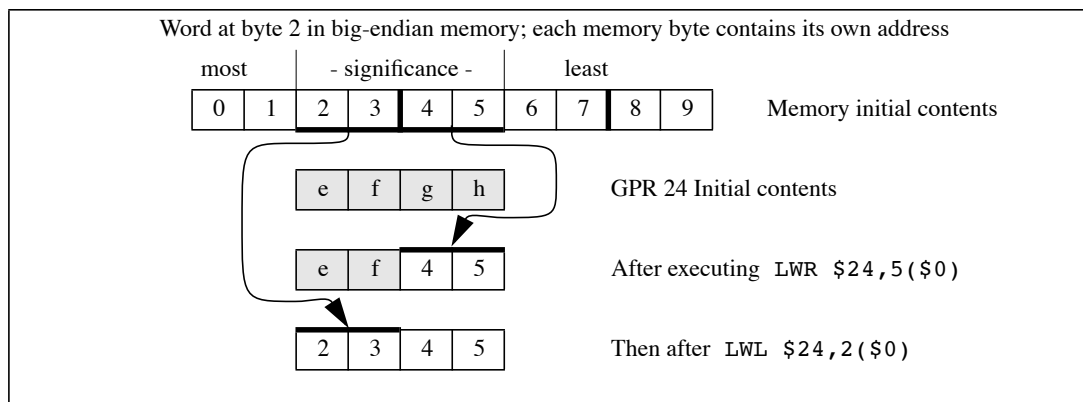 Word at byte 2 in big-endian memory; each memory byte contains its own address
most - significance - least
0 1 2 3 4 5 6 7 8 9 Memory initial contents
e f g h GPR 24 Initial contents
e f 4 5 After executing LWR $24,5($0)
2 3 4 5 Then after LWL $24,2($0)